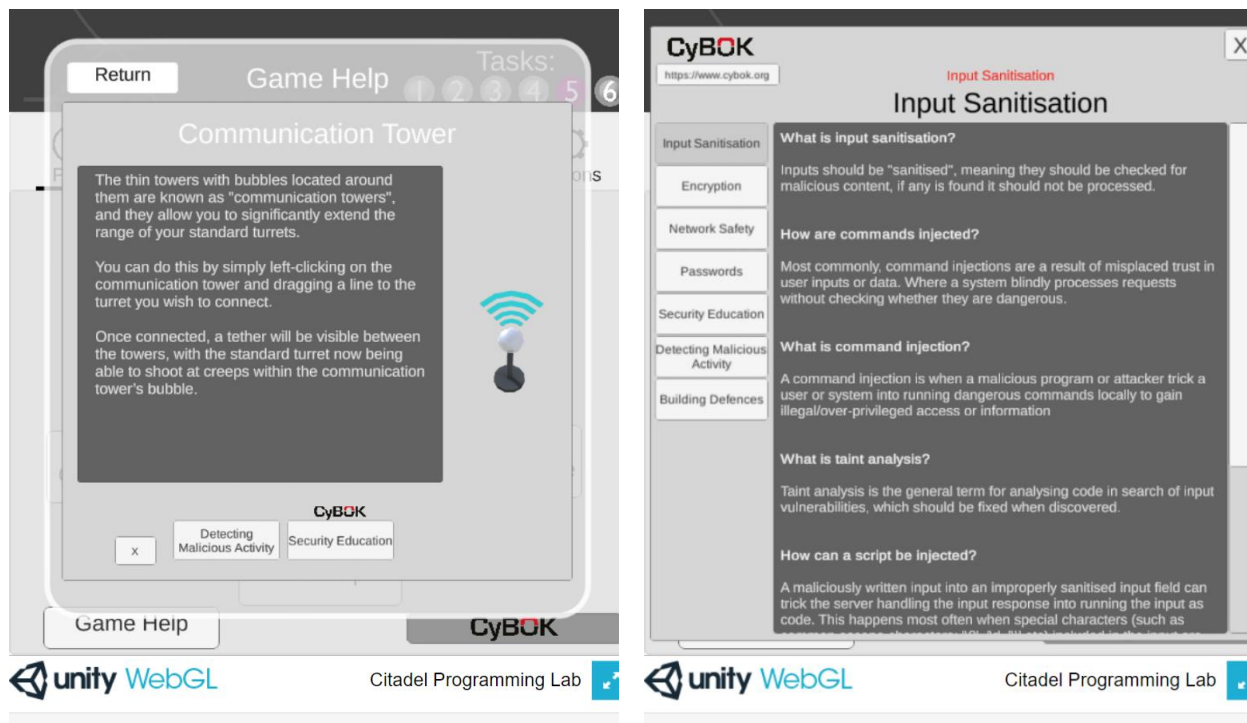 Return
Game Help
Tasks:
1 2 3 4 5 6
Communication Tower
The thin towers with bubbles located around
them are known as "communication towers",
and they allow you to significantly extend the
range of your standard turrets.
You can do this by simply left-clicking on the
communication tower and dragging a line to the
turret you wish to connect.
Once connected, a tether will be visible between
the towers, with the standard turret now being
able to shoot at creeps within the communication
tower's bubble.
CyBOK
x
Detecting
Malicious Activity
Security Education
Game Help
CyBOK
unity WebGL
Citadel Programming Lab
CyBOK
X
https://www.cybok.org
Input Sanitisation
Input Sanitisation
Input Sanitisation
Encryption
Network Safety
Passwords
Security Education
Detecting Malicious
Activity
Building Defences
What is input sanitisation?
Inputs should be "sanitised", meaning they should be checked for
malicious content, if any is found it should not be processed.
How are commands injected?
Most commonly, command injections are a result of misplaced trust in
user inputs or data. Where a system blindly processes requests
without checking whether they are dangerous.
What is command injection?
A command injection is when a malicious program or attacker trick a
user or system into running dangerous commands locally to gain
illegal/over-privileged access or information
What is taint analysis?
Taint analysis is the general term for analysing code in search of input
vulnerabilities, which should be fixed when discovered.
How can a script be injected?
A maliciously written input into an improperly sanitised input field can
trick the server handling the input response into running the input as
code. This happens most often when special characters (such as
unity WebGL
Citadel Programming Lab